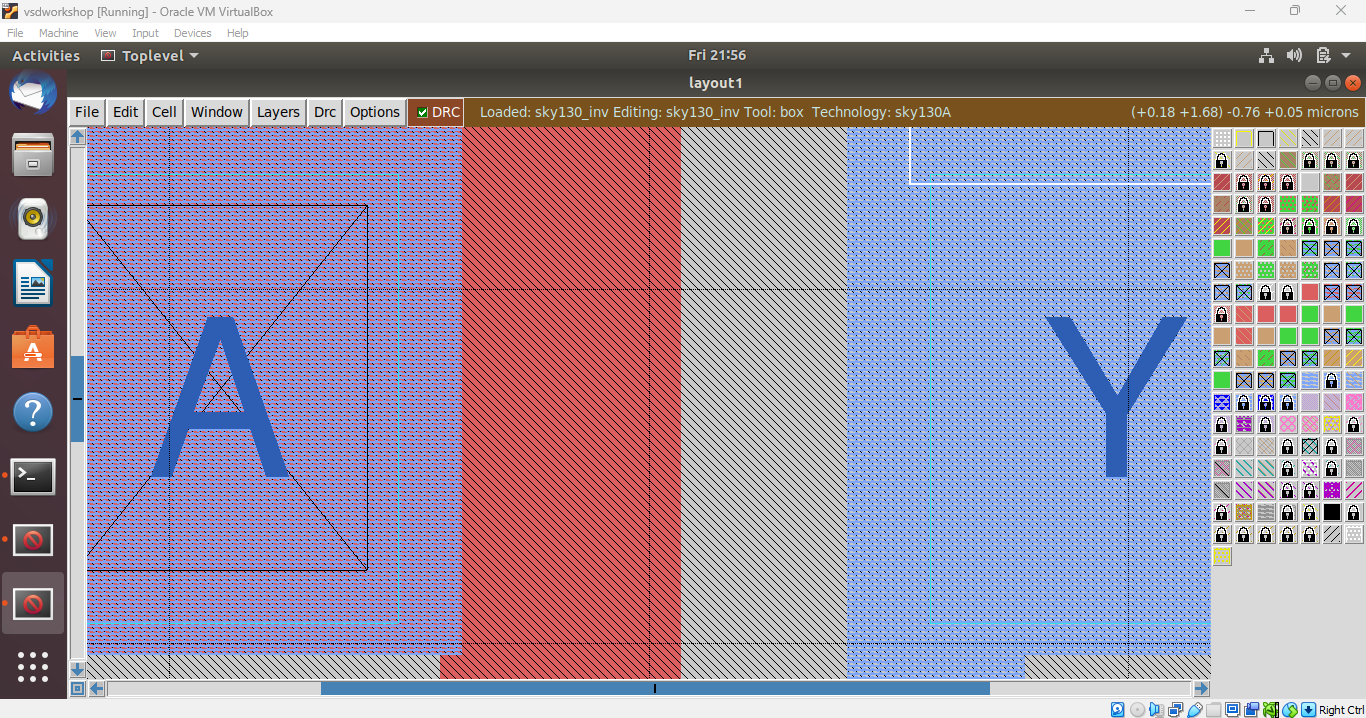 vsdworkshop [Running] - Oracle VM VirtualBox
File Machine View Input Devices Help
Activities Toplevel Fri 21:56
layout1
File Edit Cell Window Layers Drc Options DRC Loaded: sky130_inv Editing: sky130_inv Tool: box Technology: sky130A (+0.18 +1.68) -0.76 +0.05 microns
A Y
Right Ctrl